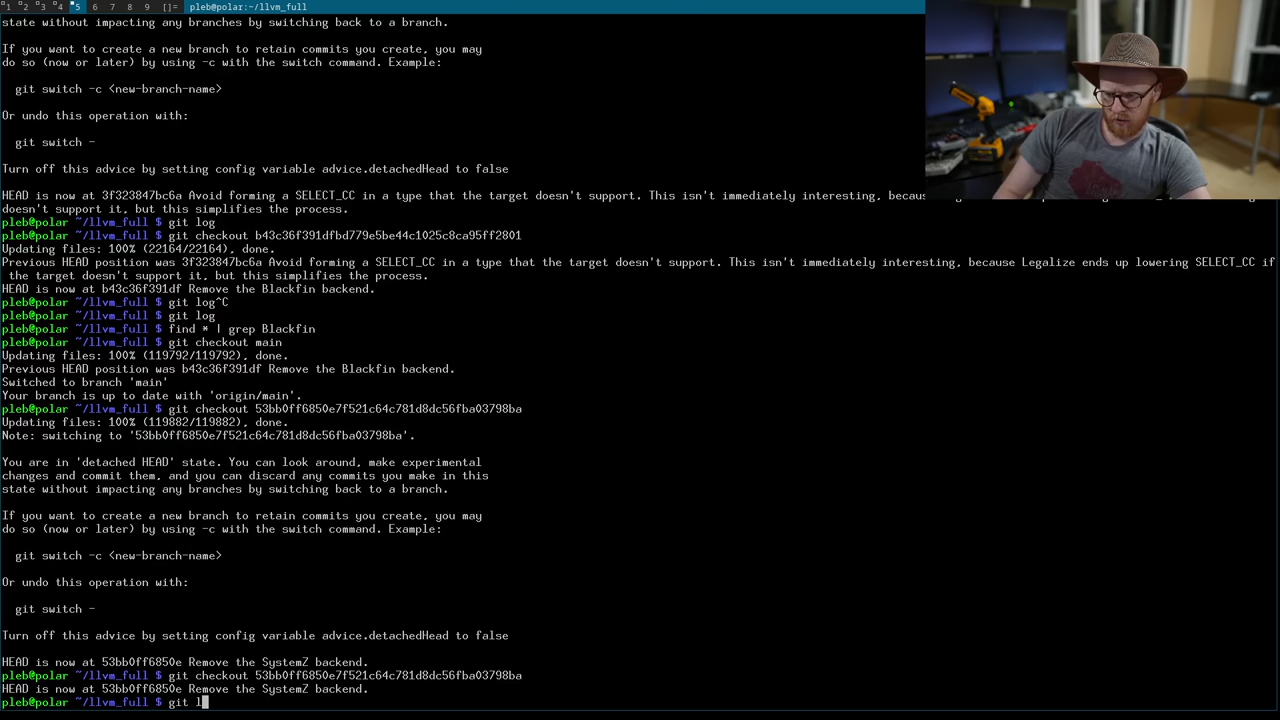 1 2 3 4 5 6 7 8 9 []= pleb@polar:~/llvm_full
state without impacting any branches by switching back to a branch.
If you want to create a new branch to retain commits you create, you may
do so (now or later) by using -c with the switch command. Example:
git switch -c <new-branch-name>
Or undo this operation with:
git switch -
Turn off this advice by setting config variable advice.detachedHead to false
HEAD is now at 3f323847bc6a Avoid forming a SELECT_CC in a type that the target doesn't support. This isn't immediately interesting, becau
doesn't support it, but this simplifies the process.
pleb@polar ~/llvm_full $ git log
pleb@polar ~/llvm_full $ git checkout b43c36f391dfbd779e5be44c1025c8ca95ff2801
Updating files: 100% (22164/22164), done.
Previous HEAD position was 3f323847bc6a Avoid forming a SELECT_CC in a type that the target doesn't support. This isn't immediately interesting, because Legalize ends up lowering SELECT_CC if
the target doesn't support it, but this simplifies the process.
HEAD is now at b43c36f391df Remove the Blackfin backend.
pleb@polar ~/llvm_full $ git log^C
pleb@polar ~/llvm_full $ git log
pleb@polar ~/llvm_full $ find * | grep Blackfin
pleb@polar ~/llvm_full $ git checkout main
Updating files: 100% (119792/119792), done.
Previous HEAD position was b43c36f391df Remove the Blackfin backend.
Switched to branch 'main'
Your branch is up to date with 'origin/main'.
pleb@polar ~/llvm_full $ git checkout 53bb0ff6850e7f521c64c781d8dc56fba03798ba
Updating files: 100% (119882/119882), done.
Note: switching to '53bb0ff6850e7f521c64c781d8dc56fba03798ba'.
You are in 'detached HEAD' state. You can look around, make experimental
changes and commit them, and you can discard any commits you make in this
state without impacting any branches by switching back to a branch.
If you want to create a new branch to retain commits you create, you may
do so (now or later) by using -c with the switch command. Example:
git switch -c <new-branch-name>
Or undo this operation with:
git switch -
Turn off this advice by setting config variable advice.detachedHead to false
HEAD is now at 53bb0ff6850e Remove the SystemZ backend.
pleb@polar ~/llvm_full $ git checkout 53bb0ff6850e7f521c64c781d8dc56fba03798ba
HEAD is now at 53bb0ff6850e Remove the SystemZ backend.
pleb@polar ~/llvm_full $ git l